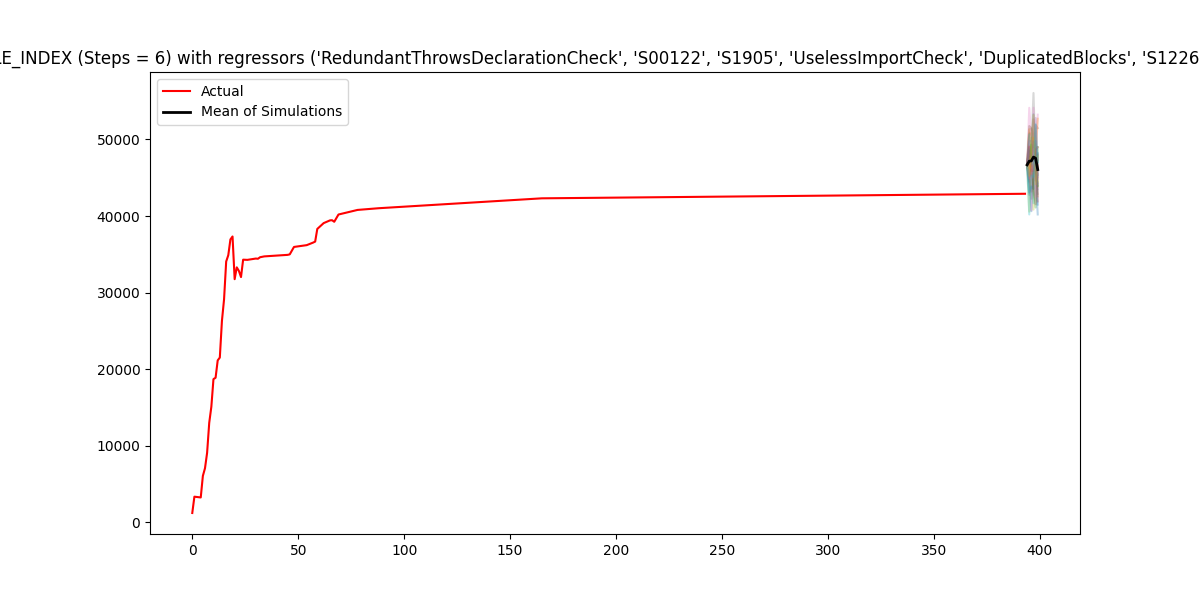 LE_INDEX (Steps = 6) with regressors ('RedundantThrowsDeclarationCheck', 'S00122', 'S1905', 'UselessImportCheck', 'DuplicatedBlocks', 'S1226
Actual
Mean of Simulations
50000
40000
30000
20000
10000
0
0 50 100 150 200 250 300 350 400